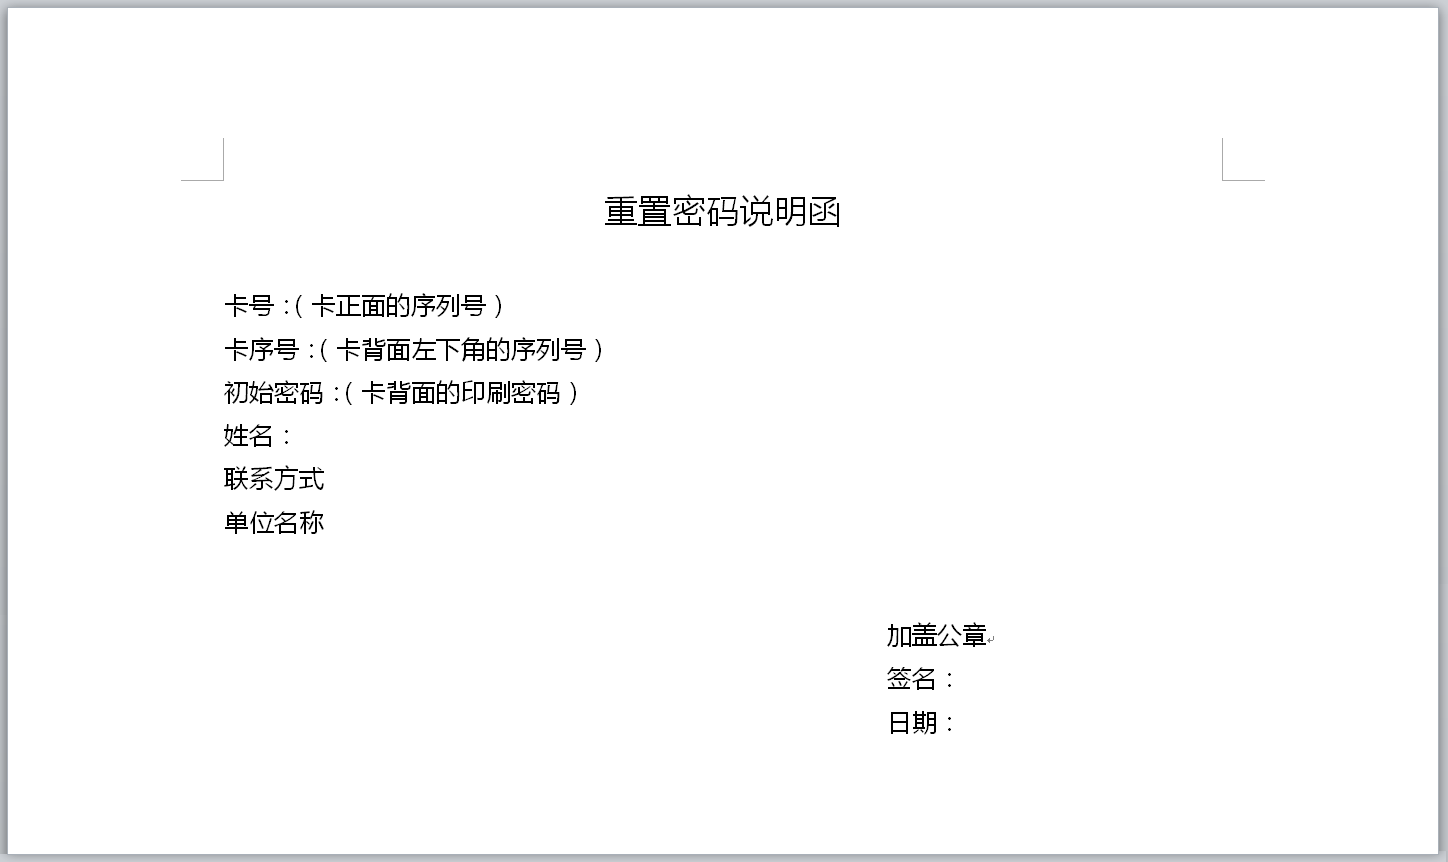 重置密码说明函
卡号：（卡正面的序列号）
卡序号：（卡背面左下角的序列号）
初始密码：（卡背面的印刷密码）
姓名：
联系方式
单位名称
加盖公章
签名：
日期：